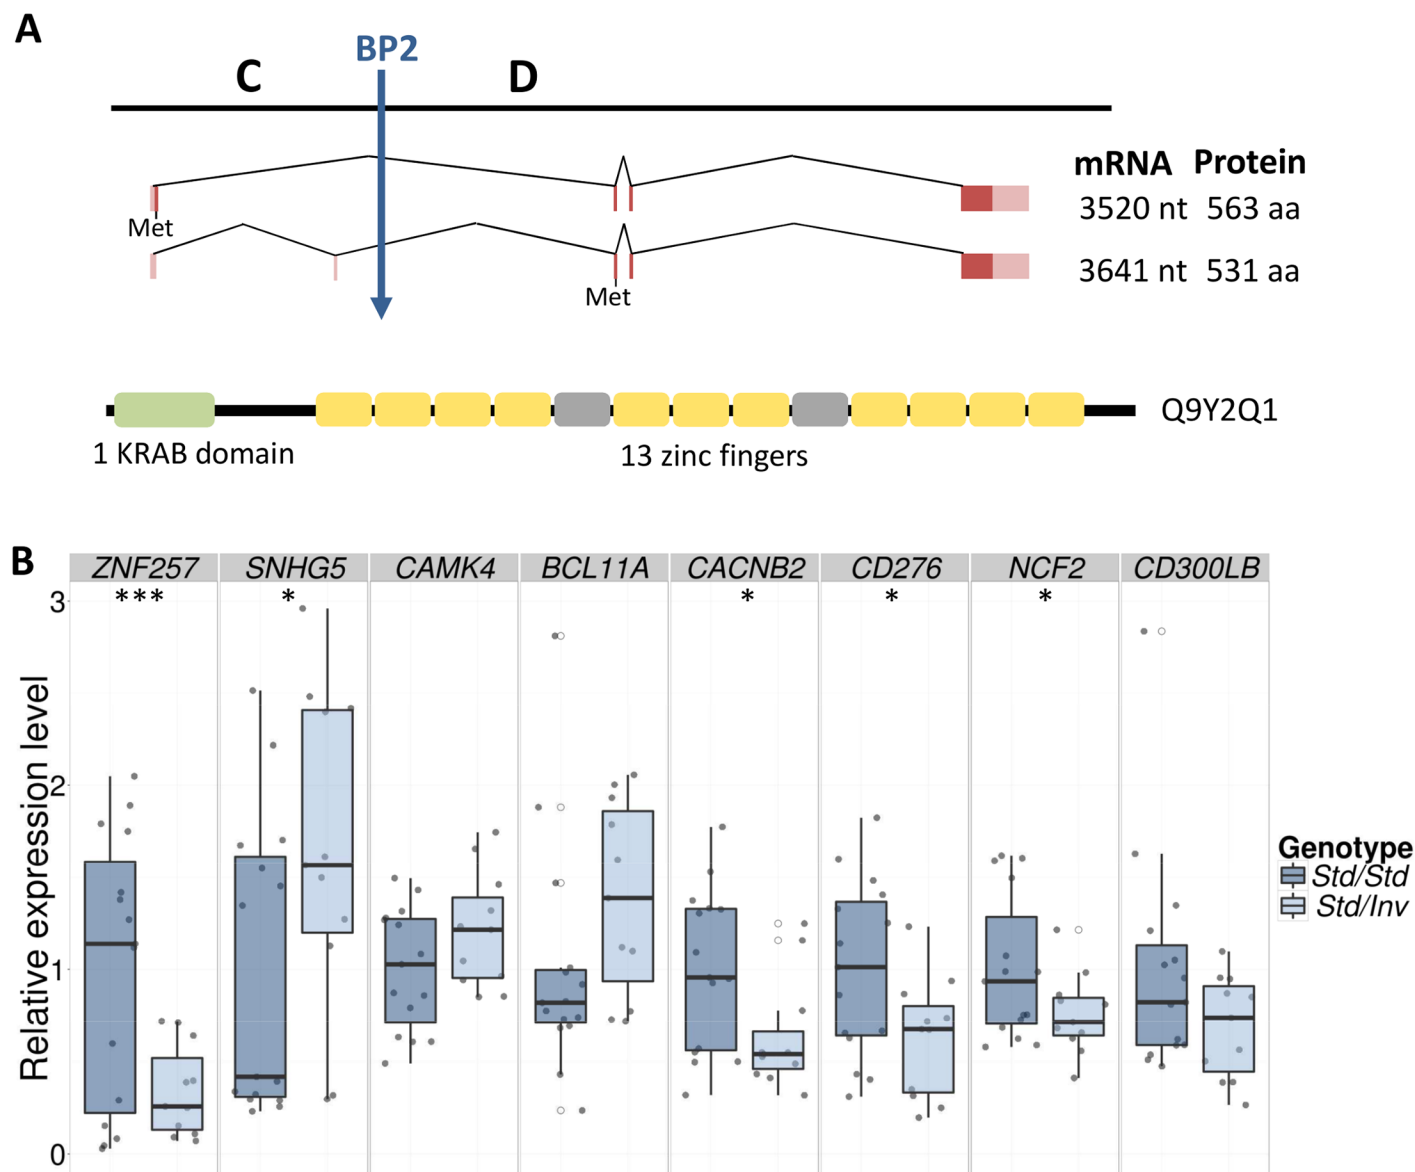 A
BP2
C D
mRNA Protein
3520 nt 563 aa
Met
3641 nt 531 aa
Met
Q9Y2Q1
1 KRAB domain
13 zinc fingers
B
ZNF257 SNHG5 CAMK4 BCL11A CACNB2 CD276 NCF2 CD300LB
*** * * * *
3
2
1
0
Relative expression level
Genotype
Std/Std
Std/Inv